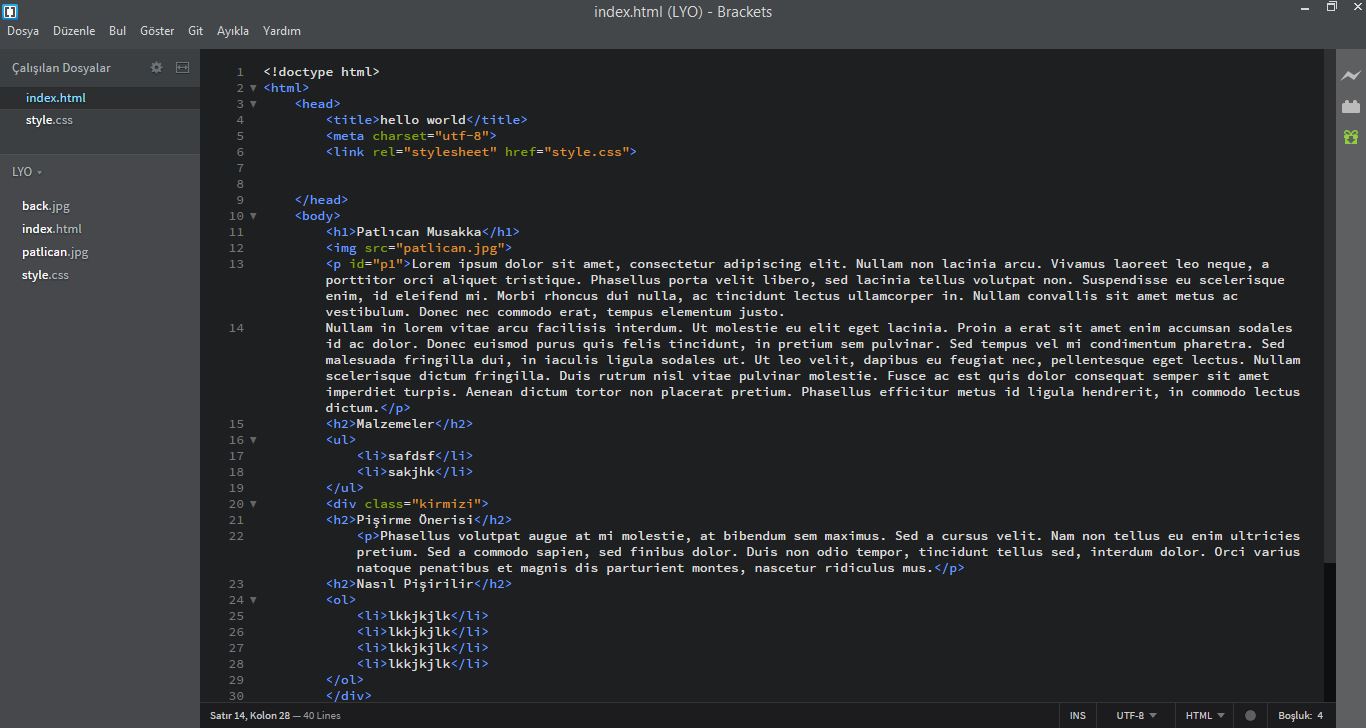 index.html (LYO) - Brackets
Dosya Düzenle Bul Göster Git Ayıkla Yardım
Çalışılan Dosyalar
index.html
style.css
LYO
back.jpg
index.html
patlican.jpg
style.css
1 <!doctype html>
2 <html>
3 <head>
4 <title>hello world</title>
5 <meta charset="utf-8">
6 <link rel="stylesheet" href="style.css">
7
8
9 </head>
10 <body>
11 <h1>Patlıcan Musakka</h1>
12 <img src="patlican.jpg">
13 <p id="p1">Lorem ipsum dolor sit amet, consectetur adipiscing elit. Nullam non lacinia arcu. Vivamus laoreet leo neque, a
porttitor orci aliquet tristique. Phasellus porta velit libero, sed lacinia tellus volutpat non. Suspendisse eu scelerisque
enim, id eleifend mi. Morbi rhoncus dui nulla, ac tincidunt lectus ullamcorper in. Nullam convallis sit amet metus ac
vestibulum. Donec nec commodo erat, tempus elementum justo.
14 Nullam in lorem vitae arcu facilisis interdum. Ut molestie eu elit eget lacinia. Proin a erat sit amet enim accumsan sodales
id ac dolor. Donec euismod purus quis felis tincidunt, in pretium sem pulvinar. Sed tempus vel mi condimentum pharetra. Sed
malesuada fringilla dui, in iaculis ligula sodales ut. Ut leo velit, dapibus eu feugiat nec, pellentesque eget lectus. Nullam
scelerisque dictum fringilla. Duis rutrum nisl vitae pulvinar molestie. Fusce ac est quis dolor consequat semper sit amet
imperdiet turpis. Aenean dictum tortor non placerat pretium. Phasellus efficitur metus id ligula hendrerit, in commodo lectus
dictum.</p>
15 <h2>Malzemeler</h2>
16 <ul>
17 <li>safdsf</li>
18 <li>sakjhk</li>
19 </ul>
20 <div class="kirmizi">
21 <h2>Pişirme Önerisi</h2>
22 <p>Phasellus volutpat augue at mi molestie, at bibendum sem maximus. Sed a cursus velit. Nam non tellus eu enim ultricies
pretium. Sed a commodo sapien, sed finibus dolor. Duis non odio tempor, tincidunt tellus sed, interdum dolor. Orci varius
natoque penatibus et magnis dis parturient montes, nascetur ridiculus mus.</p>
23 <h2>Nasıl Pişirilir</h2>
24 <ol>
25 <li>lkkjkjlk</li>
26 <li>lkkjkjlk</li>
27 <li>lkkjkjlk</li>
28 <li>lkkjkjlk</li>
29 </ol>
30 </div>
Satır 14, Kolon 28 — 40 Lines INS UTF-8 HTML Boşluk: 4